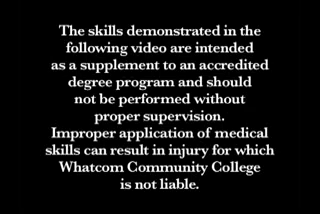 The skills demonstrated in the
following video are intended
as a supplement to an accredited
degree program and should
not be performed without
proper supervision.
Improper application of medical
skills can result in injury for which
Whatcom Community College
is not liable.